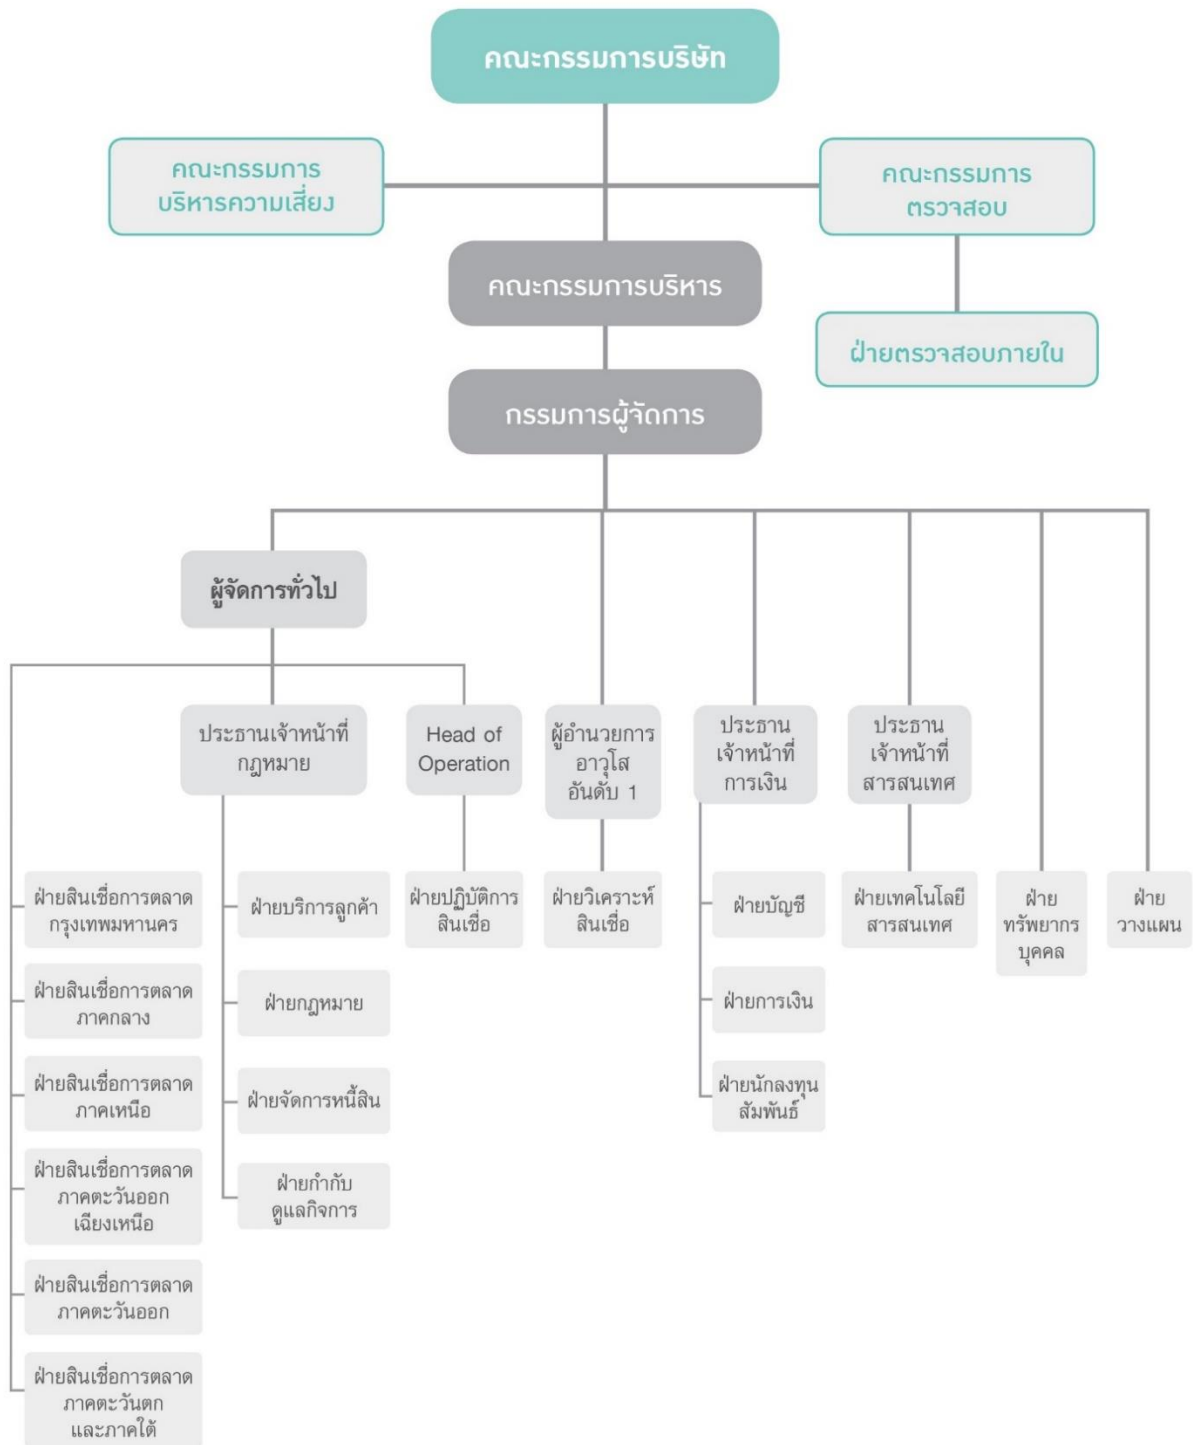 คณะกรรมการบริษัท
คณะกรรมการ
บริหารความเสี่ยง
คณะกรรมการ
ตรวจสอบ
คณะกรรมการบริหาร
ฝ่ายตรวจสอบภายใน
กรรมการผู้จัดการ
ผู้จัดการทั่วไป
ประธานเจ้าหน้าที่
กฎหมาย
Head of
Operation
ผู้อำนวยการ
อาวุโส
อันดับ 1
ประธาน
เจ้าหน้าที่
การเงิน
ประธาน
เจ้าหน้าที่
สารสนเทศ
ฝ่ายสินเชื่อการตลาด
กรุงเทพมหานคร
ฝ่ายบริการลูกค้า
ฝ่ายปฏิบัติการ
สินเชื่อ
ฝ่ายวิเคราะห์
สินเชื่อ
ฝ่ายบัญชี
ฝ่ายเทคโนโลยี
สารสนเทศ
ฝ่าย
ทรัพยากร
บุคคล
ฝ่าย
วางแผน
ฝ่ายสินเชื่อการตลาด
ภาคกลาง
ฝ่ายกฎหมาย
ฝ่ายการเงิน
ฝ่ายสินเชื่อการตลาด
ภาคเหนือ
ฝ่ายจัดการหนี้สิน
ฝ่ายนักลงทุน
สัมพันธ์
ฝ่ายสินเชื่อการตลาด
ภาคตะวันออก
เฉียงเหนือ
ฝ่ายกำกับ
ดูแลกิจการ
ฝ่ายสินเชื่อการตลาด
ภาคตะวันออก
ฝ่ายสินเชื่อการตลาด
ภาคตะวันตก
และภาคใต้